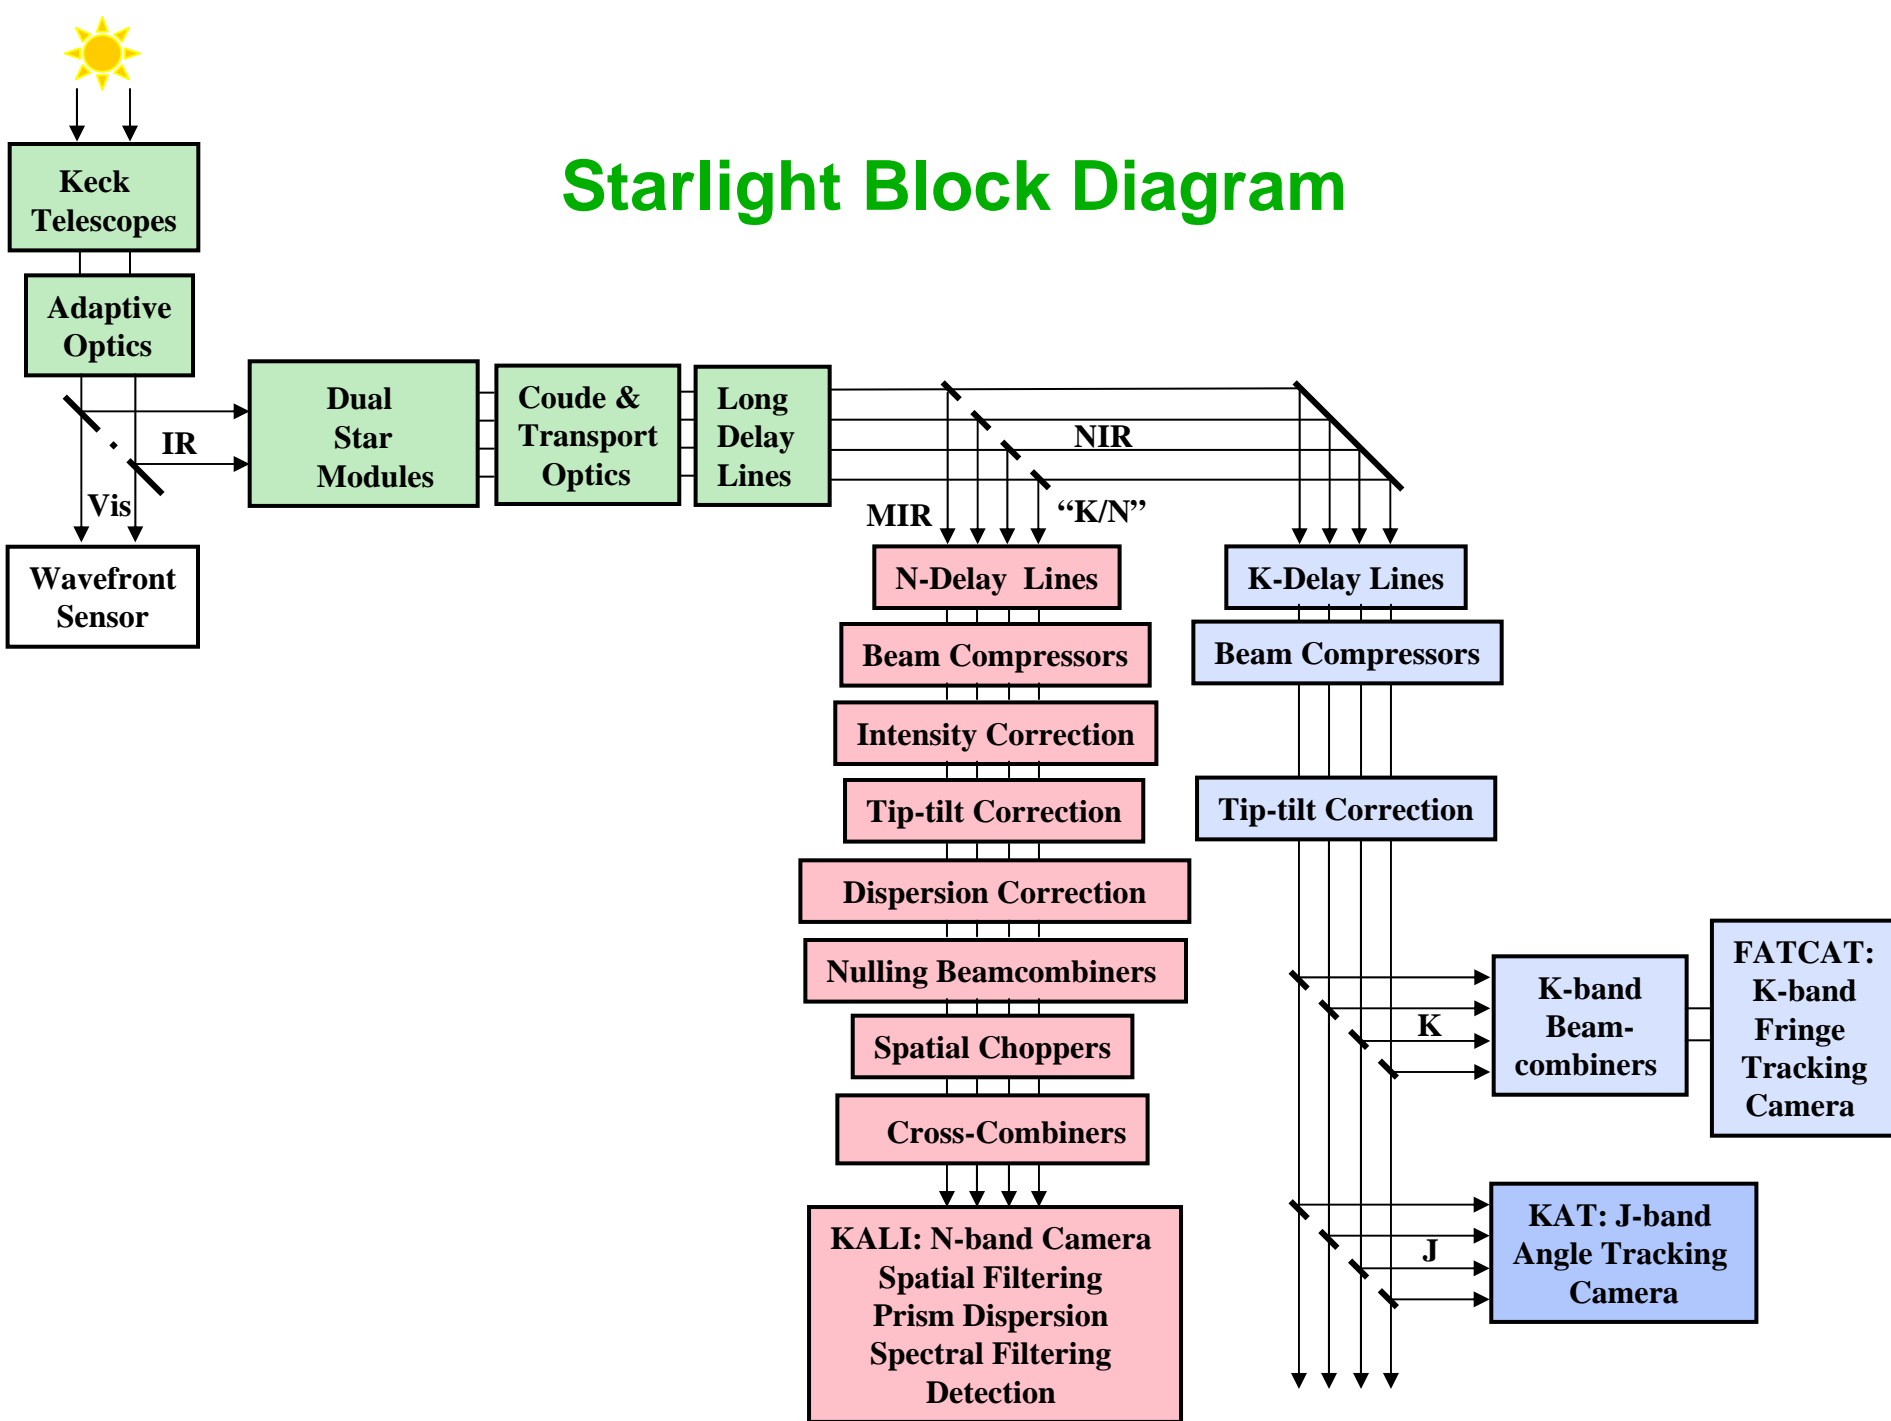 Starlight Block Diagram
Keck
Telescopes
Adaptive
Optics
IR
Vis
Wavefront
Sensor
Dual
Star
Modules
Coude &
Transport
Optics
Long
Delay
Lines
NIR
MIR
“K/N”
N-Delay Lines
Beam Compressors
Intensity Correction
Tip-tilt Correction
Dispersion Correction
Nulling Beamcombiners
Spatial Choppers
Cross-Combiners
KALI: N-band Camera
Spatial Filtering
Prism Dispersion
Spectral Filtering
Detection
K-Delay Lines
Beam Compressors
Tip-tilt Correction
K
K-band
Beam-
combiners
FATCAT:
K-band
Fringe
Tracking
Camera
J
KAT: J-band
Angle Tracking
Camera